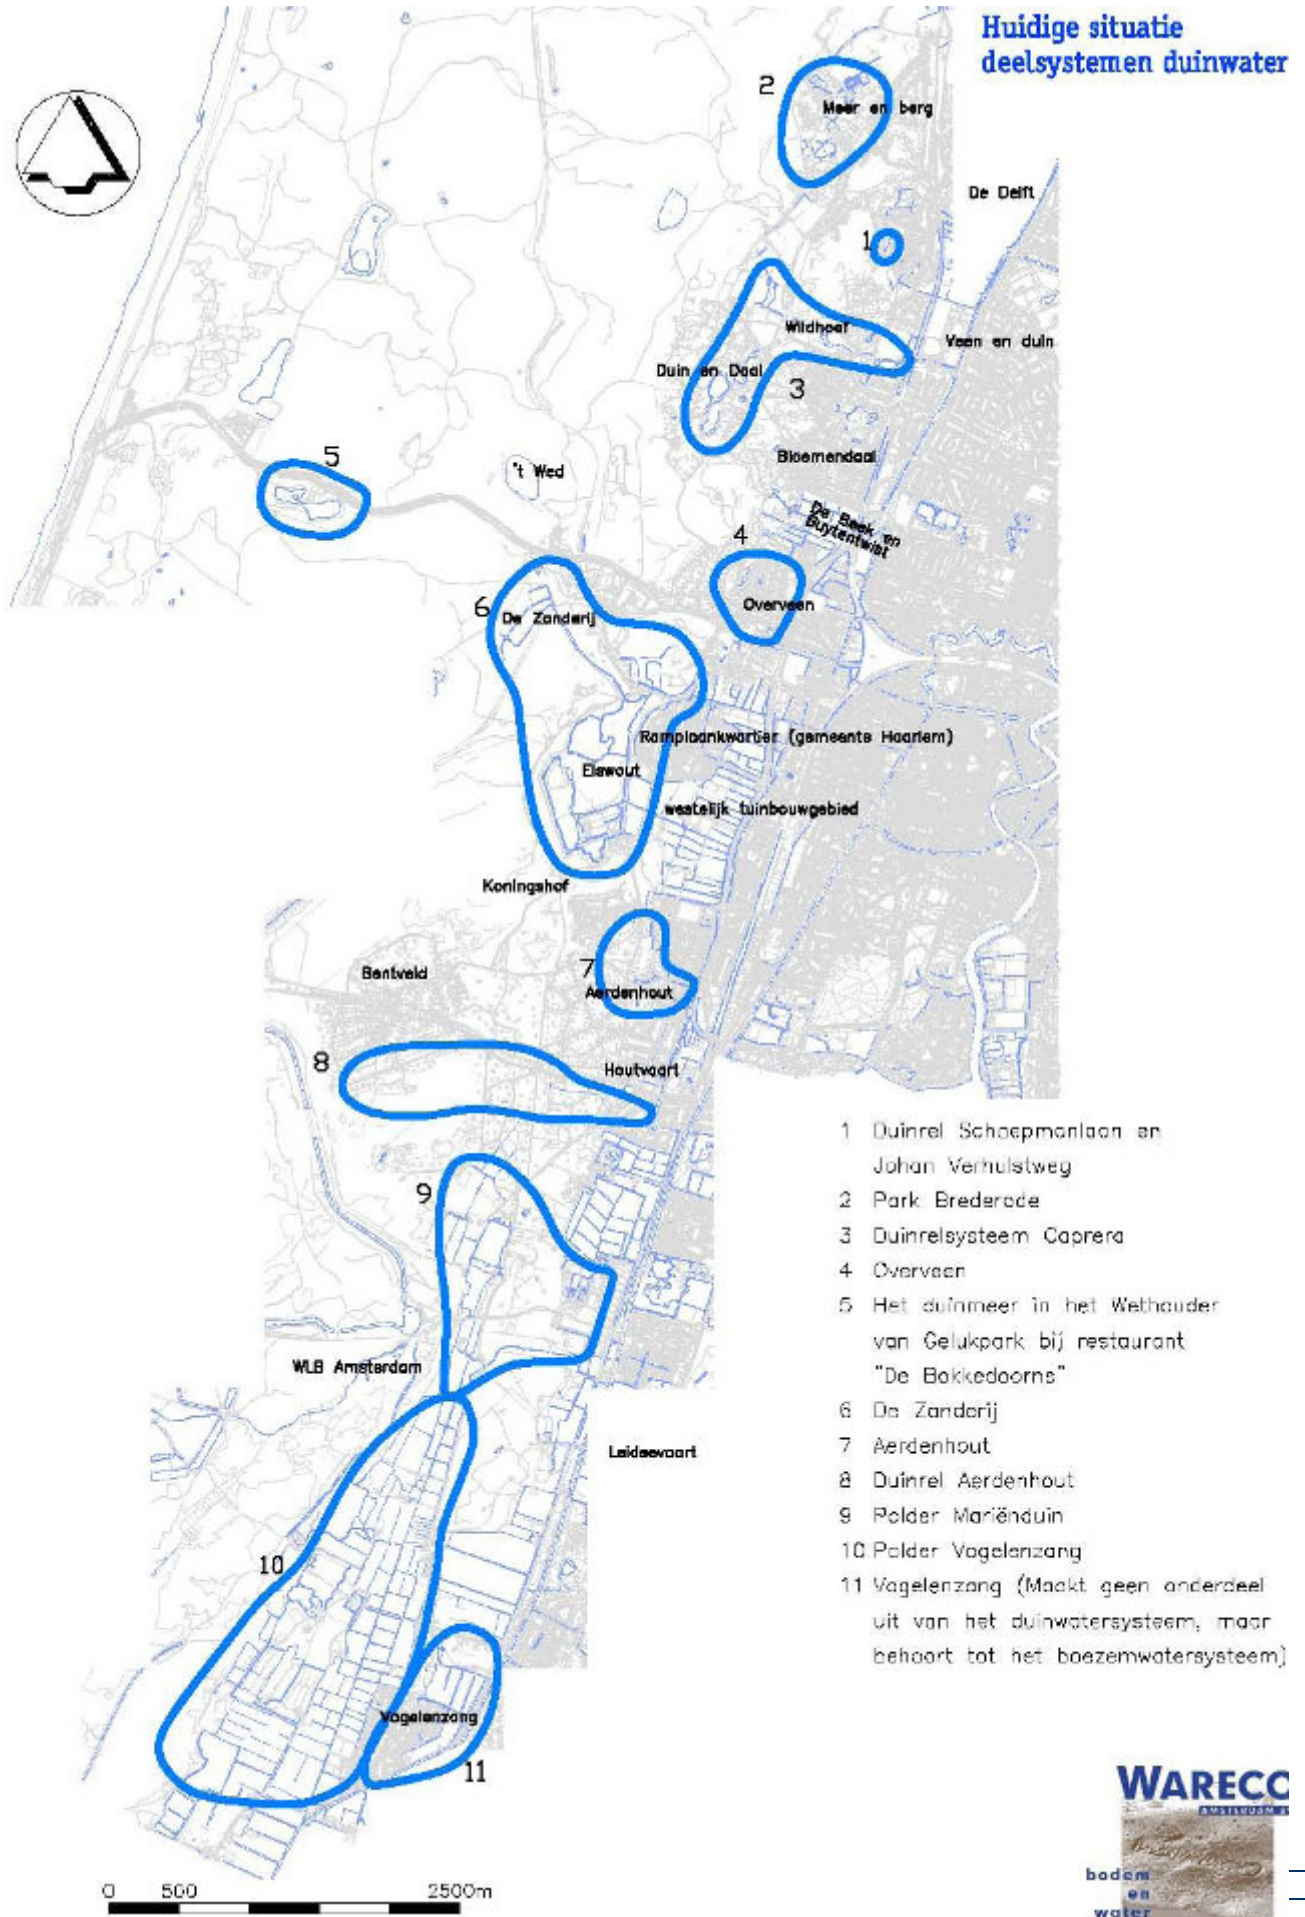 Huidige situatie
deelsystemen duinwater
2
Meer en berg
De Delft
1
Wildhoef
Veen en duin
Duin en Daal
3
Bloemendaal
5
't Wed
De Beek en
Buytentwist
4
Overveen
6
De Zanderij
Ramplaankwartier (gemeente Haarlem)
Elswout
westelijk tuinbouwgebied
Koningshof
7
Bentveld
Aerdenhout
8
Houtvaart
9
WLB Amsterdam
Leidsevaart
10
Vogelenzang
11
1 Duinrel Schaepmanlaan en
Johan Verhulstweg
2 Park Brederode
3 Duinrelsysteem Caprera
4 Overveen
5 Het duinmeer in het Wethouder
van Gelukpark bij restaurant
"De Bokkedoorns"
6 De Zanderij
7 Aerdenhout
8 Duinrel Aerdenhout
9 Polder Mariënduin
10 Polder Vogelenzang
11 Vogelenzang (Maakt geen onderdeel
uit van het duinwatersysteem, maar
behoort tot het boezemwatersysteem)
0 500 2500m
WARECO
AMSTERDAM
bodem
en
water